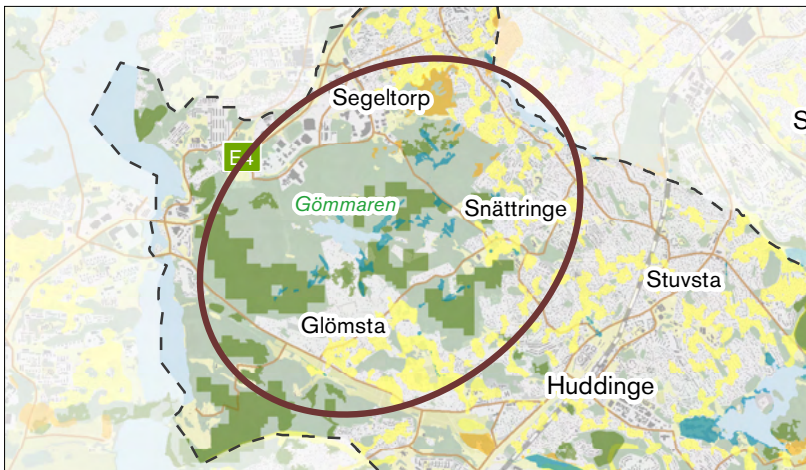 Segeltorp
S
E4
Gömmaren
Snättringe
Stuvsta
Glömsta
Huddinge